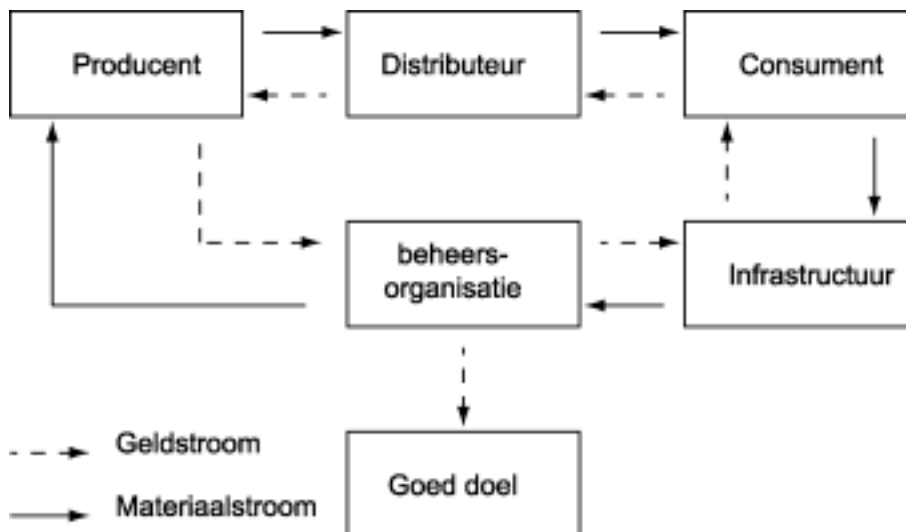 Producent
Distributeur
Consument
beheers-
organisatie
Infrastructuur
Geldstroom
Goed doel
Materiaalstroom